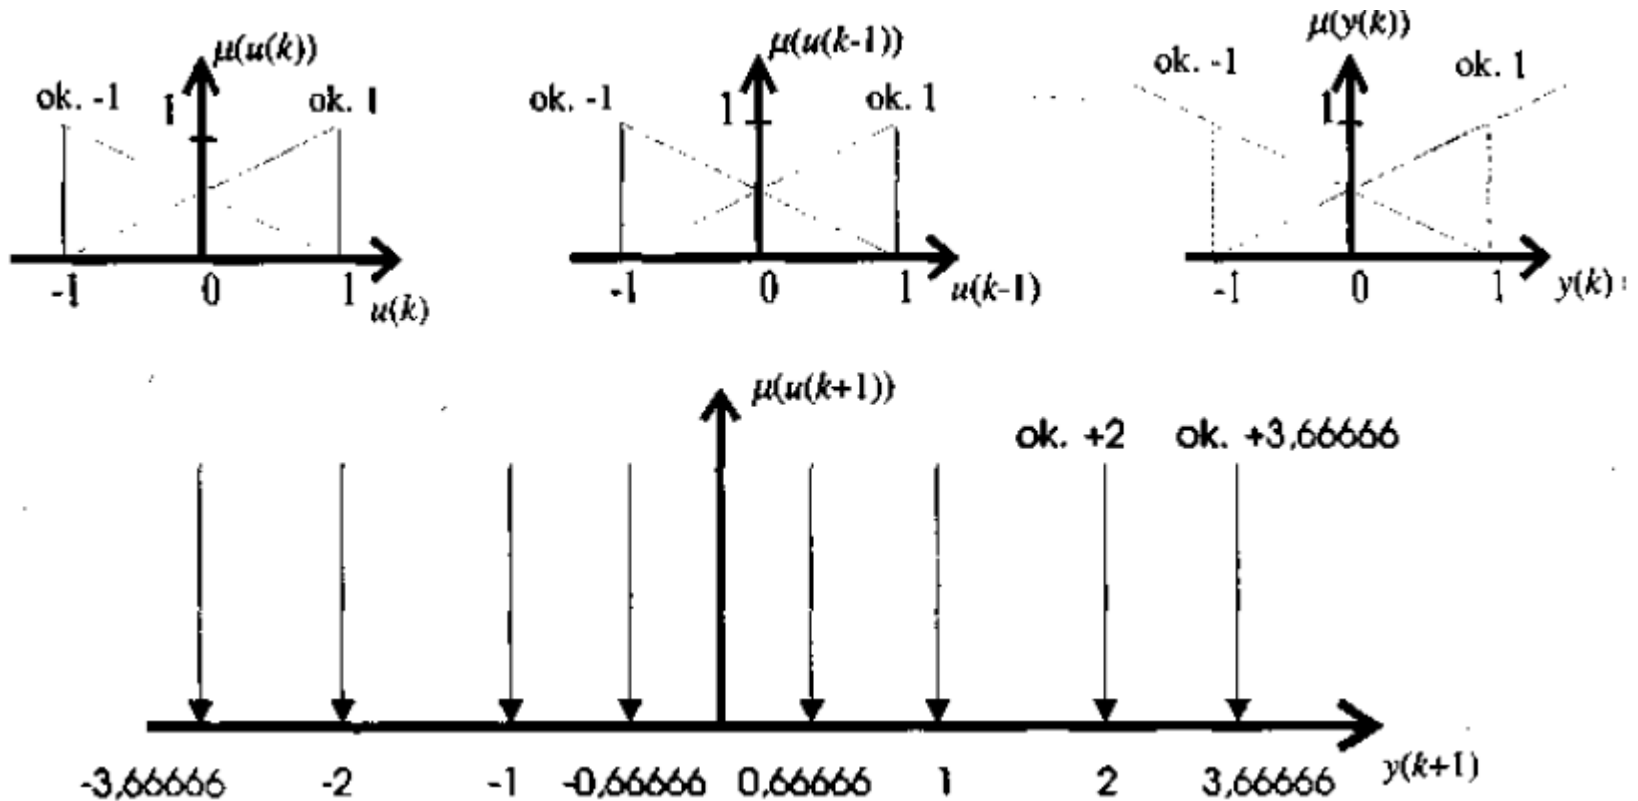 μ(u(k))
ok. -1
1
ok. 1
-1
0
1
u(k)
μ(u(k-1))
ok. -1
1
ok. 1
-1
0
1
u(k-1)
μ(y(k))
ok. -1
1
ok. 1
-1
0
1
y(k)
μ(u(k+1))
ok. +2
ok. +3,66666
-3,66666
-2
-1
-0,66666
0,66666
1
2
3,66666
y(k+1)